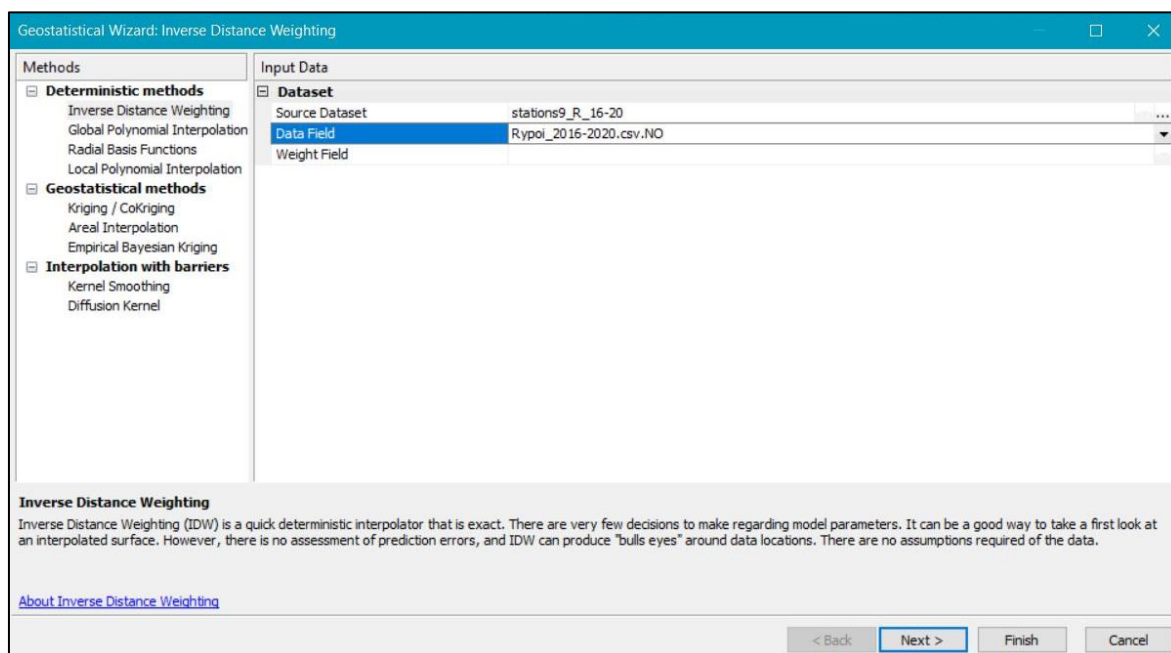 Geostatistical Wizard: Inverse Distance Weighting
Methods
Deterministic methods
Inverse Distance Weighting
Global Polynomial Interpolation
Radial Basis Functions
Local Polynomial Interpolation
Geostatistical methods
Kriging / CoKriging
Areal Interpolation
Empirical Bayesian Kriging
Interpolation with barriers
Kernel Smoothing
Diffusion Kernel
Input Data
Dataset
Source Dataset stations9_R_16-20 ...
Data Field Rypoi_2016-2020.csv.NO
Weight Field
Inverse Distance Weighting
Inverse Distance Weighting (IDW) is a quick deterministic interpolator that is exact. There are very few decisions to make regarding model parameters. It can be a good way to take a first look at
an interpolated surface. However, there is no assessment of prediction errors, and IDW can produce "bulls eyes" around data locations. There are no assumptions required of the data.
About Inverse Distance Weighting
< Back Next > Finish Cancel